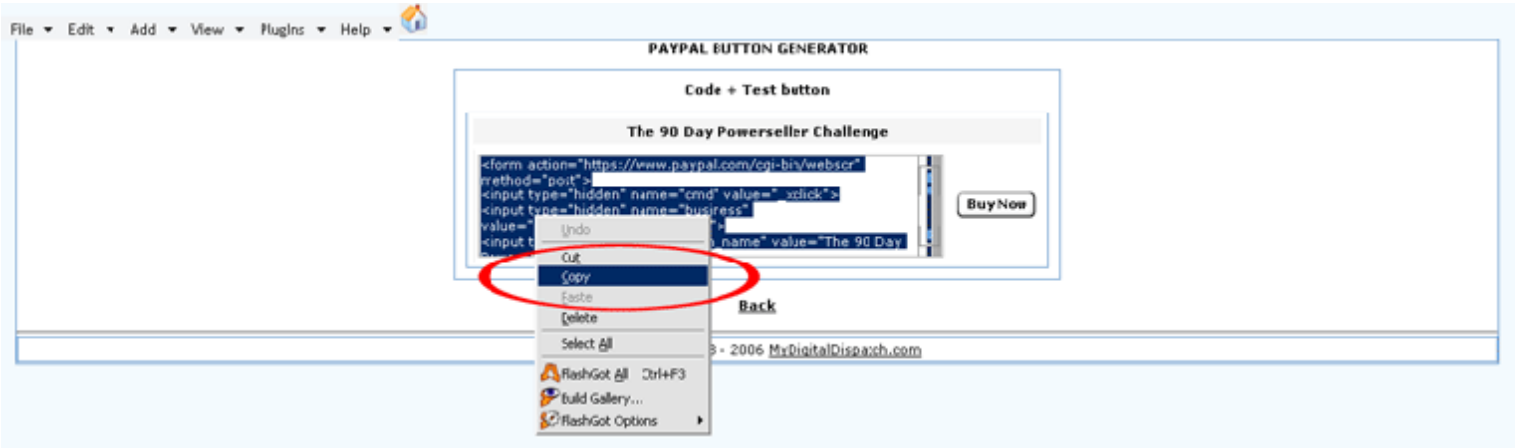 File Edit Add View PlugIns Help
PAYPAL BUTTON GENERATOR
Code + Test button
The 90 Day Powerseller Challenge
<form action="https://www.paypal.com/cgi-bin/webscr"
method="post">
<input type="hidden" name="cmd" value="_xclick">
<input type="hidden" name="business"
value="
<input t _name" value="The 90 Day
Buy Now
Undo
Cut
Copy
Paste
Delete
Select All
FlashGot All Ctrl+F3
Build Gallery...
FlashGot Options
Back
- 2006 MyDigitalDispatch.com